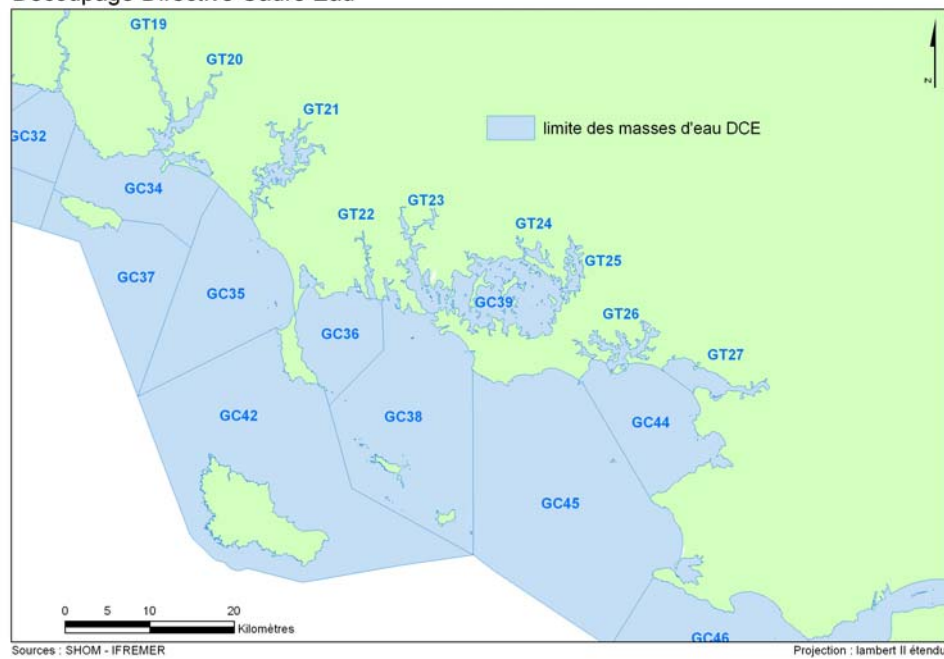 Découpage Directive Cadre Eau
GT19
GT20
GT21
N
limite des masses d'eau DCE
GC32
GC34
GT22
GT23
GT24
GT25
GC37
GC35
GC39
GC36
GT26
GT27
GC42
GC38
GC44
GC45
0 5 10 20
Kilomètres
GC46
Sources : SHOM - IFREMER
Projection : lambert II étendu